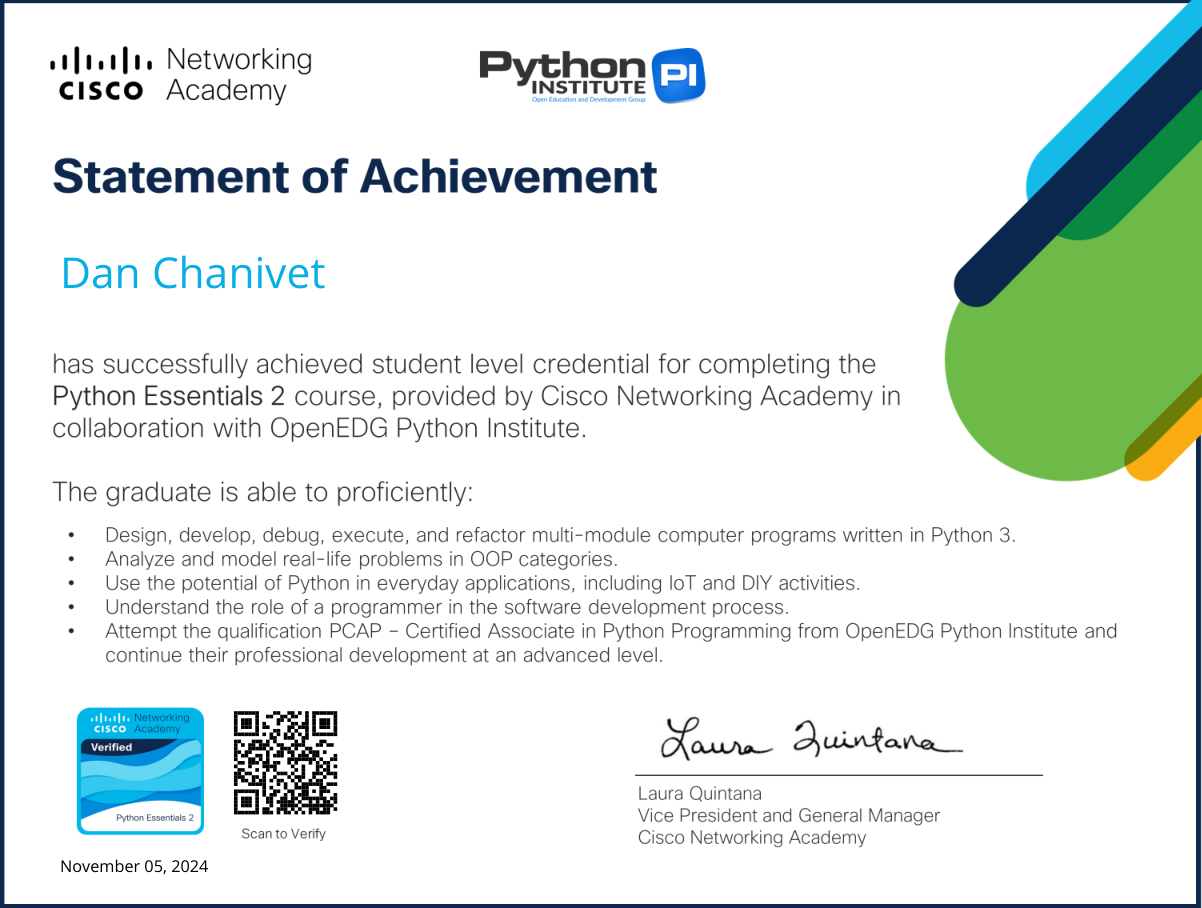 CISCO Networking Academy
Python INSTITUTE PI
Open Education and Development Group
Statement of Achievement
Dan Chanivet
has successfully achieved student level credential for completing the
Python Essentials 2 course, provided by Cisco Networking Academy in
collaboration with OpenEDG Python Institute.
The graduate is able to proficiently:
• Design, develop, debug, execute, and refactor multi-module computer programs written in Python 3.
• Analyze and model real-life problems in OOP categories.
• Use the potential of Python in everyday applications, including IoT and DIY activities.
• Understand the role of a programmer in the software development process.
• Attempt the qualification PCAP – Certified Associate in Python Programming from OpenEDG Python Institute and
continue their professional development at an advanced level.
CISCO Networking Academy
Verified
Python Essentials 2
Scan to Verify
November 05, 2024
Laura Quintana
Laura Quintana
Vice President and General Manager
Cisco Networking Academy